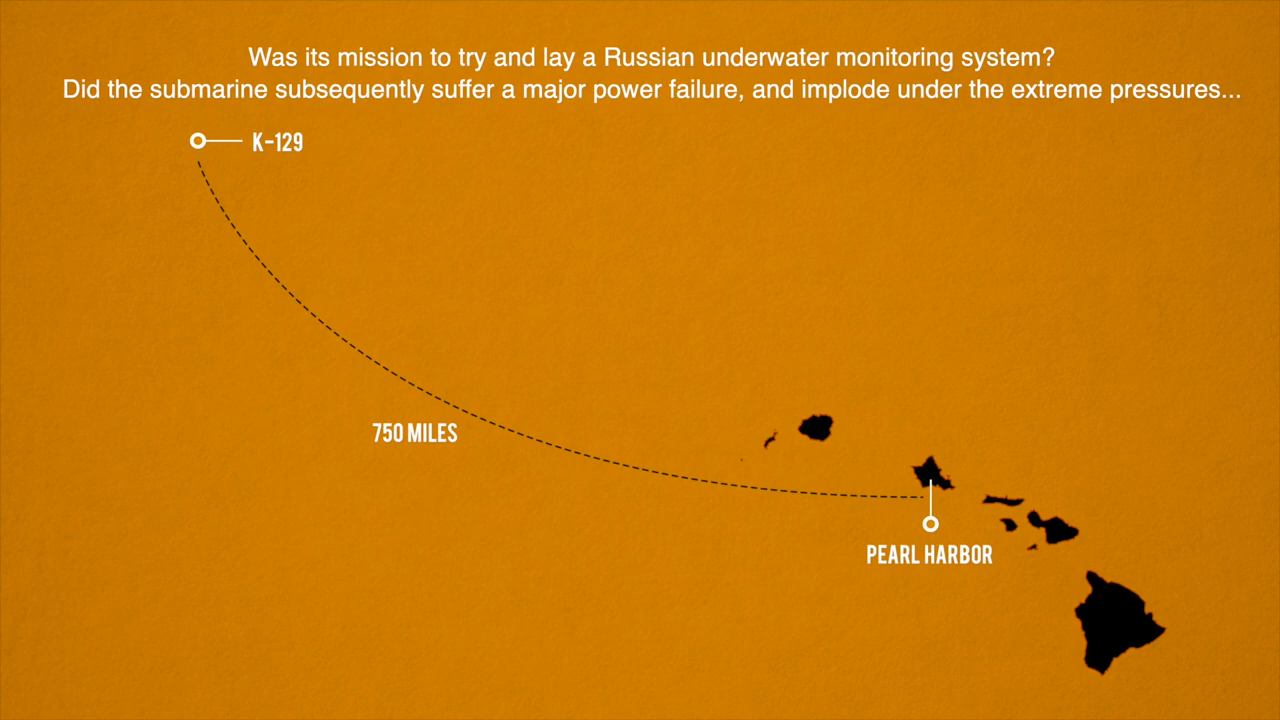 Was its mission to try and lay a Russian underwater monitoring system?
Did the submarine subsequently suffer a major power failure, and implode under the extreme pressures...
K-129
750 MILES
PEARL HARBOR